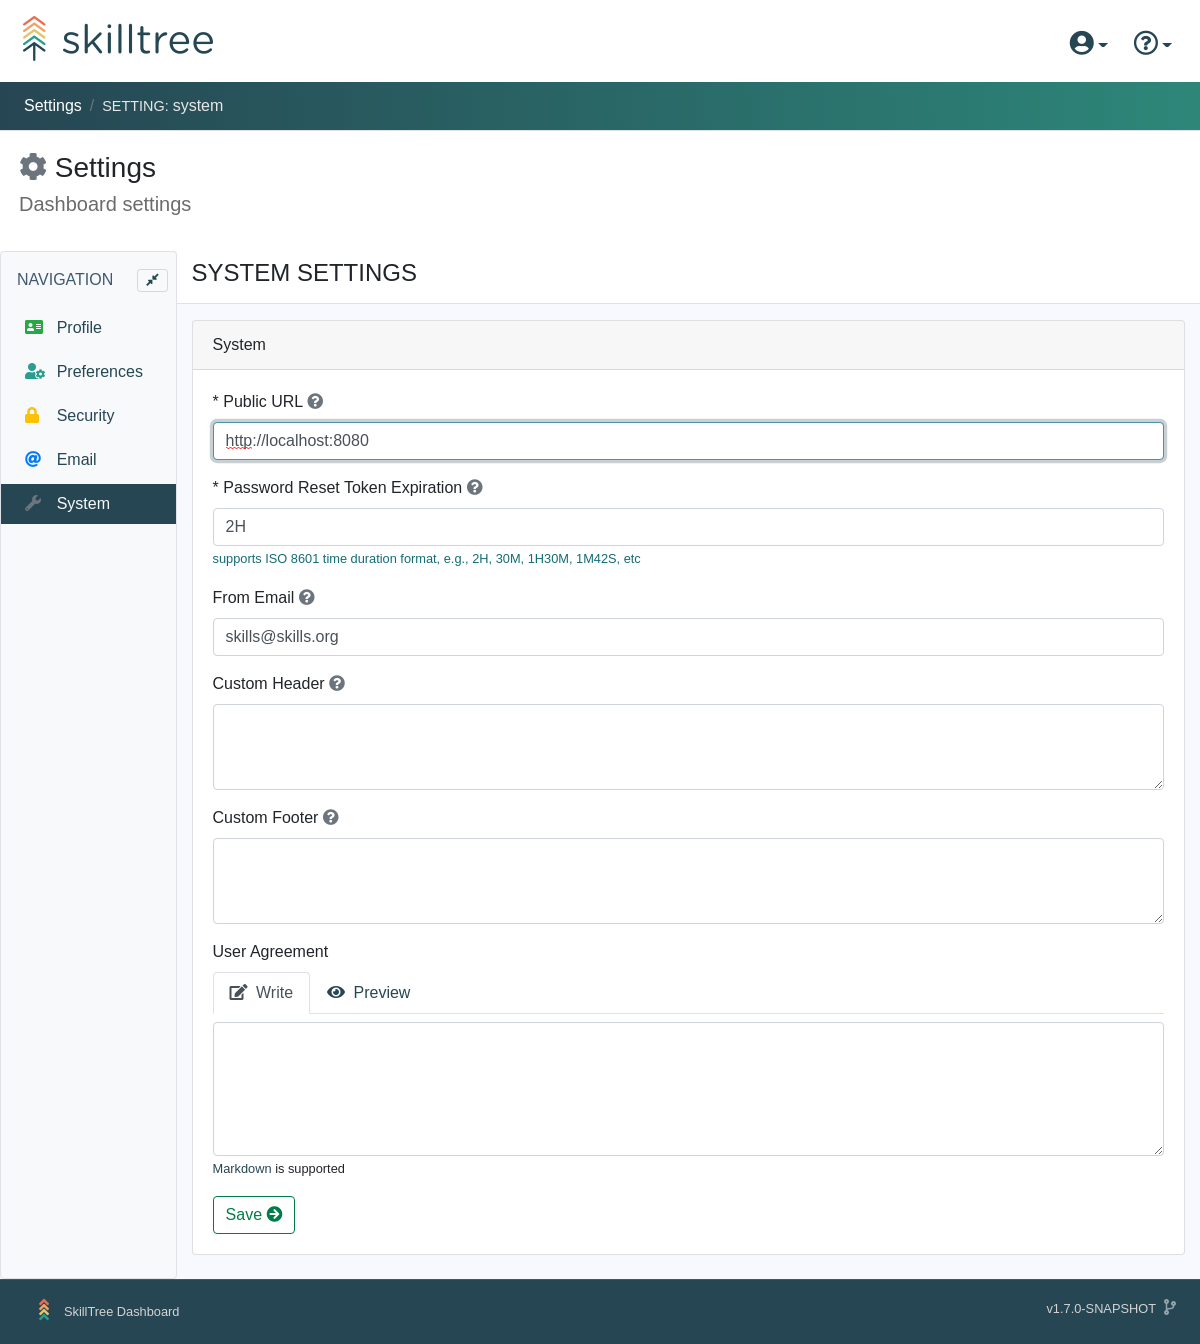 skilltree
Settings / SETTING: system
Settings
Dashboard settings
NAVIGATION
Profile
Preferences
Security
Email
System
SYSTEM SETTINGS
System
* Public URL
http://localhost:8080
* Password Reset Token Expiration
2H
supports ISO 8601 time duration format, e.g., 2H, 30M, 1H30M, 1M42S, etc
From Email
skills@skills.org
Custom Header
Custom Footer
User Agreement
Write Preview
Markdown is supported
Save
SkillTree Dashboard
v1.7.0-SNAPSHOT